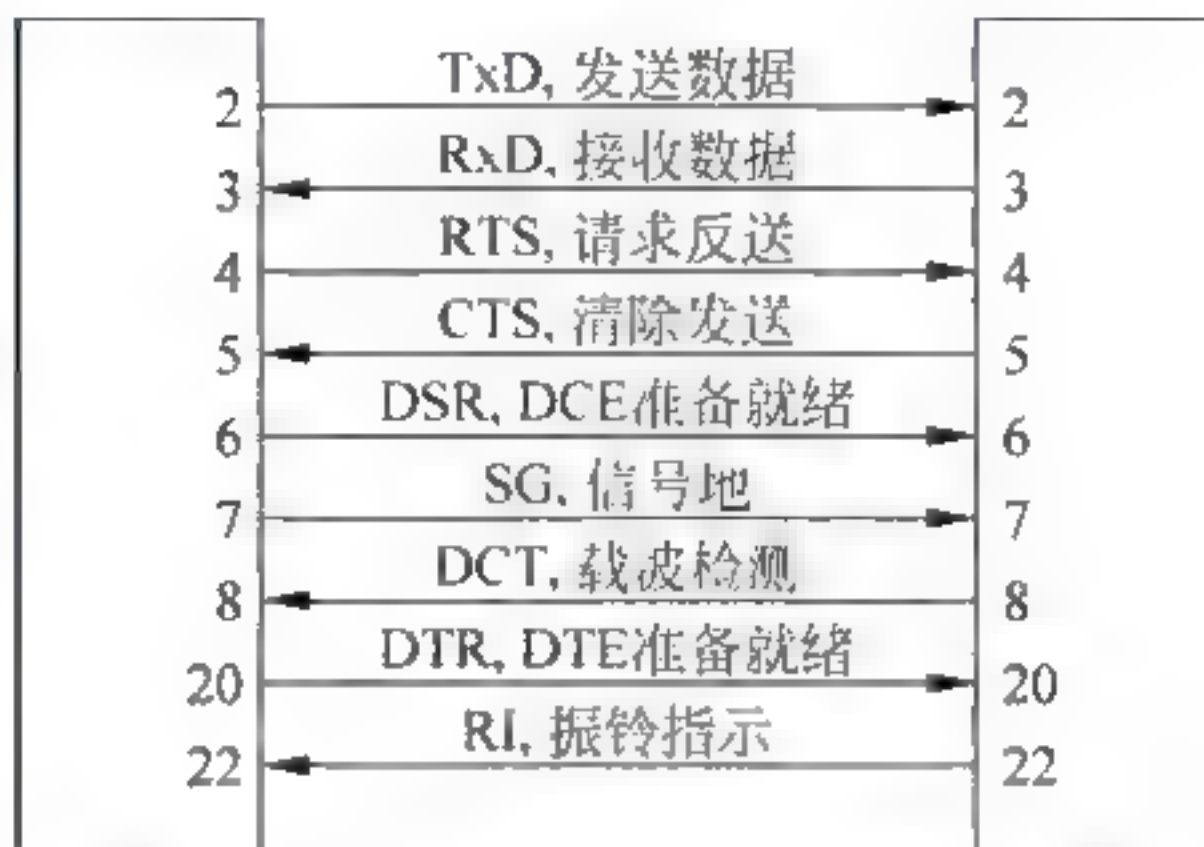 TxD, 发送数据
2 2
RxD, 接收数据
3 3
RTS, 请求反送
4 4
CTS, 清除发送
5 5
DSR, DCE准备就绪
6 6
SG, 信号地
7 7
DCT, 载波检测
8 8
DTR, DTE准备就绪
20 20
RI, 振铃指示
22 22